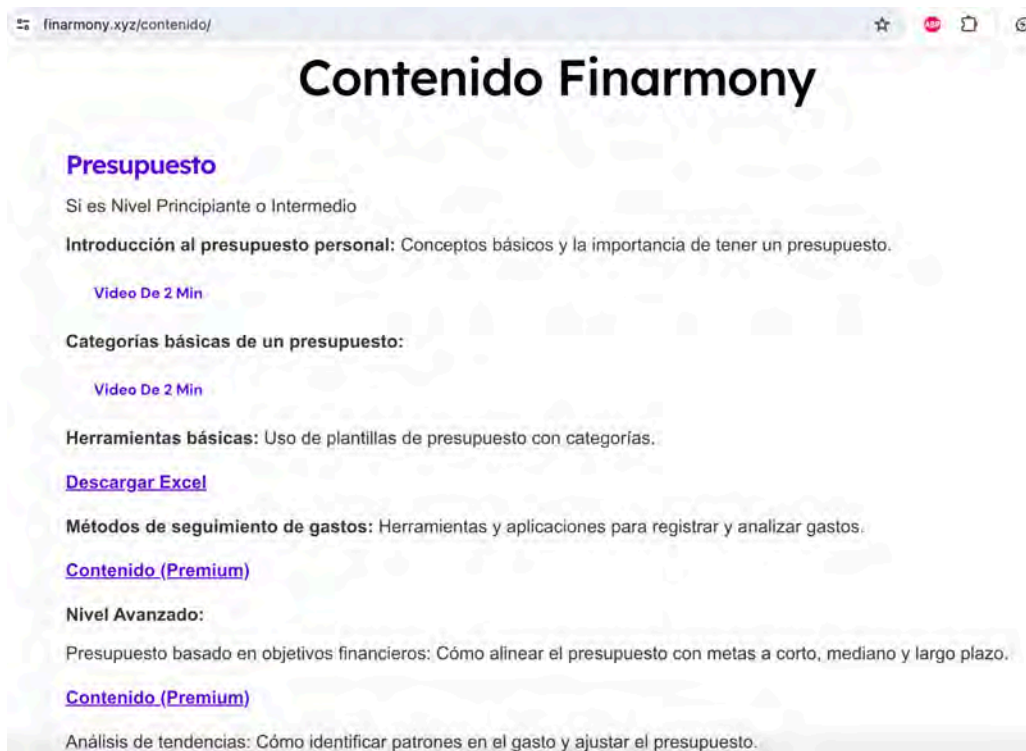 finarmony.xyz/contenido/
ABP
Contenido Finarmony
Presupuesto
Si es Nivel Principiante o Intermedio
Introducción al presupuesto personal: Conceptos básicos y la importancia de tener un presupuesto.
Video De 2 Min
Categorías básicas de un presupuesto:
Video De 2 Min
Herramientas básicas: Uso de plantillas de presupuesto con categorías.
Descargar Excel
Métodos de seguimiento de gastos: Herramientas y aplicaciones para registrar y analizar gastos.
Contenido (Premium)
Nivel Avanzado:
Presupuesto basado en objetivos financieros: Cómo alinear el presupuesto con metas a corto, mediano y largo plazo.
Contenido (Premium)
Análisis de tendencias: Cómo identificar patrones en el gasto y ajustar el presupuesto.